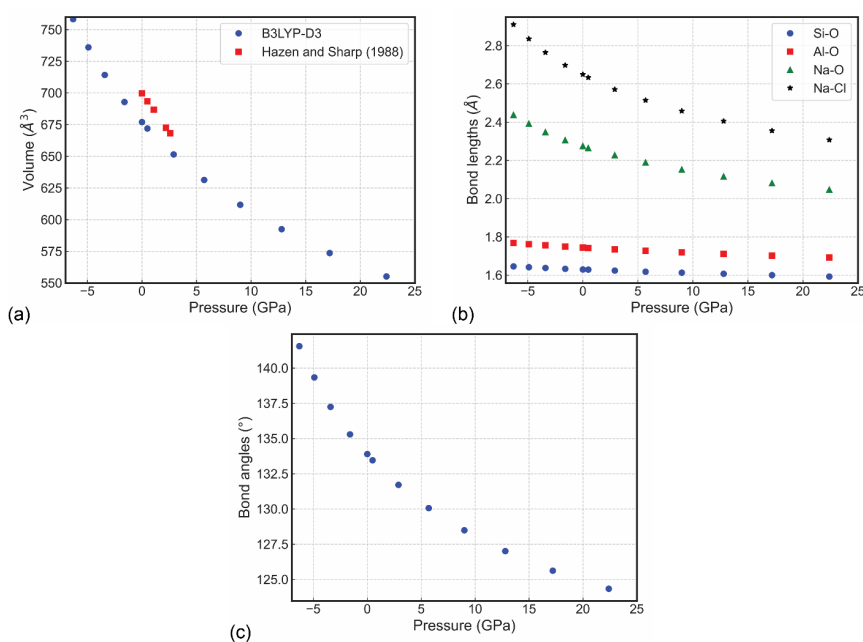 750
725
700
675
650
625
600
575
550
Volume (Å ³)
B3LYP-D3
Hazen and Sharp (1988)
−5 0 5 10 15 20 25
Pressure (GPa)
(a)
2.8
2.6
2.4
2.2
2.0
1.8
1.6
Bond lengths (Å)
Si-O
Al-O
Na-O
Na-Cl
−5 0 5 10 15 20 25
Pressure (GPa)
(b)
140.0
137.5
135.0
132.5
130.0
127.5
125.0
Bond angles (°)
−5 0 5 10 15 20 25
Pressure (GPa)
(c)